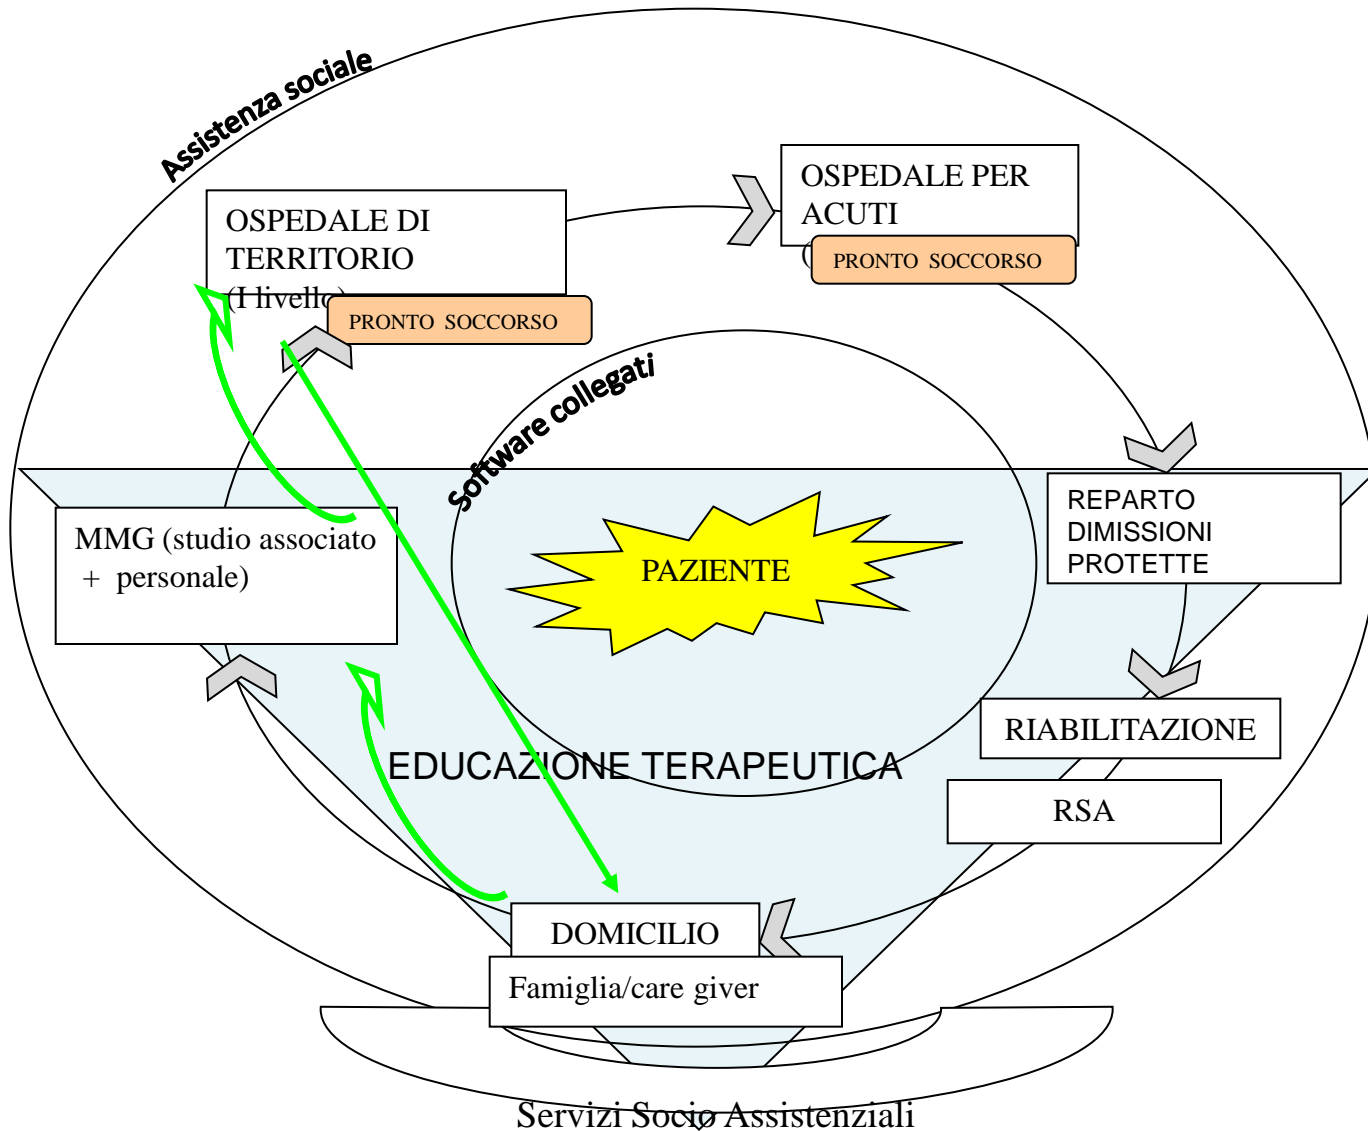 Assistenza sociale
OSPEDALE DI
TERRITORIO
(I livello)
PRONTO SOCCORSO
OSPEDALE PER
ACUTI
(
PRONTO SOCCORSO
Software collegati
MMG (studio associato
+ personale)
PAZIENTE
REPARTO
DIMISSIONI
PROTETTE
RIABILITAZIONE
EDUCAZIONE TERAPEUTICA
RSA
DOMICILIO
Famiglia/care giver
Servizi Socio Assistenziali